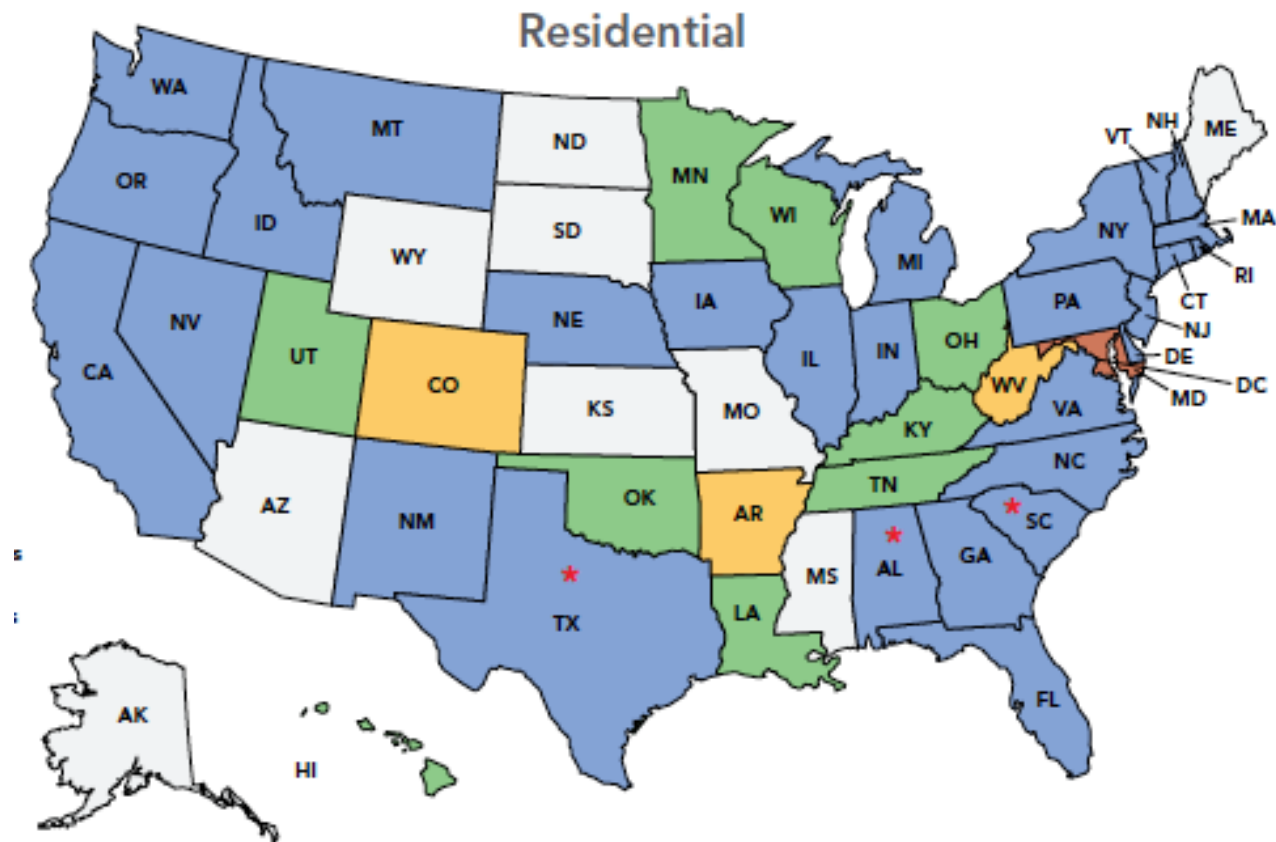 Residential
WA
MT
ND
MN
VT
NH
ME
OR
ID
SD
WI
NY
MA
WY
MI
RI
IA
PA
CT
NV
NE
NJ
UT
IL
IN
OH
DE
CA
CO
WV
DC
KS
MO
MD
KY
VA
NC
TN
AZ
NM
OK
AR
* SC
*
MS
AL
GA
*
TX
LA
s
s
FL
AK
HI